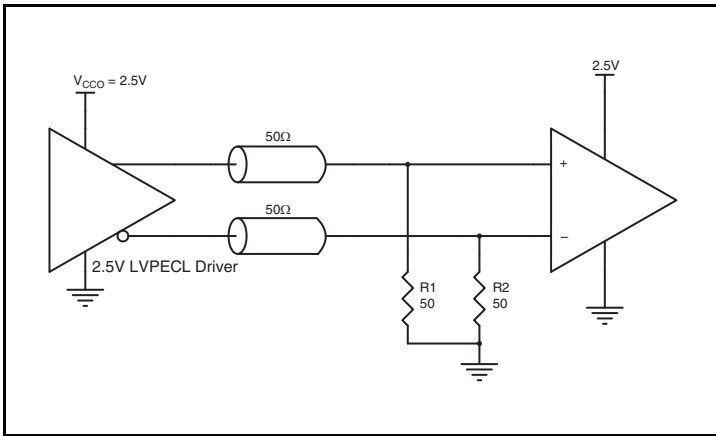 V_CCO = 2.5V
2.5V
50Ω
50Ω
+
–
2.5V LVPECL Driver
R1
50
R2
50